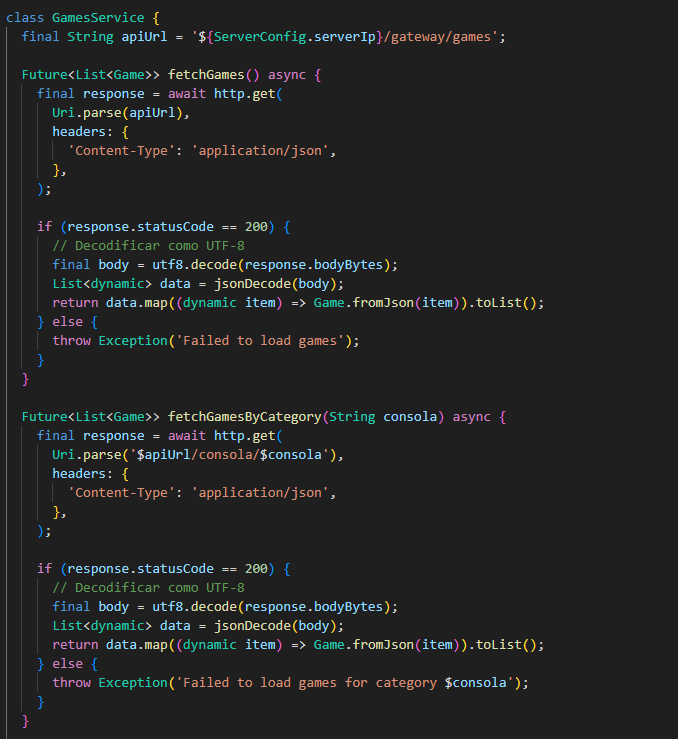 class GamesService {
final String apiUrl = '${ServerConfig.serverIp}/gateway/games';
Future<List<Game>> fetchGames() async {
final response = await http.get(
Uri.parse(apiUrl),
headers: {
'Content-Type': 'application/json',
},
);
if (response.statusCode == 200) {
// Decodificar como UTF-8
final body = utf8.decode(response.bodyBytes);
List<dynamic> data = jsonDecode(body);
return data.map((dynamic item) => Game.fromJson(item)).toList();
} else {
throw Exception('Failed to load games');
}
}
Future<List<Game>> fetchGamesByCategory(String consola) async {
final response = await http.get(
Uri.parse('$apiUrl/consola/$consola'),
headers: {
'Content-Type': 'application/json',
},
);
if (response.statusCode == 200) {
// Decodificar como UTF-8
final body = utf8.decode(response.bodyBytes);
List<dynamic> data = jsonDecode(body);
return data.map((dynamic item) => Game.fromJson(item)).toList();
} else {
throw Exception('Failed to load games for category $consola');
}
}